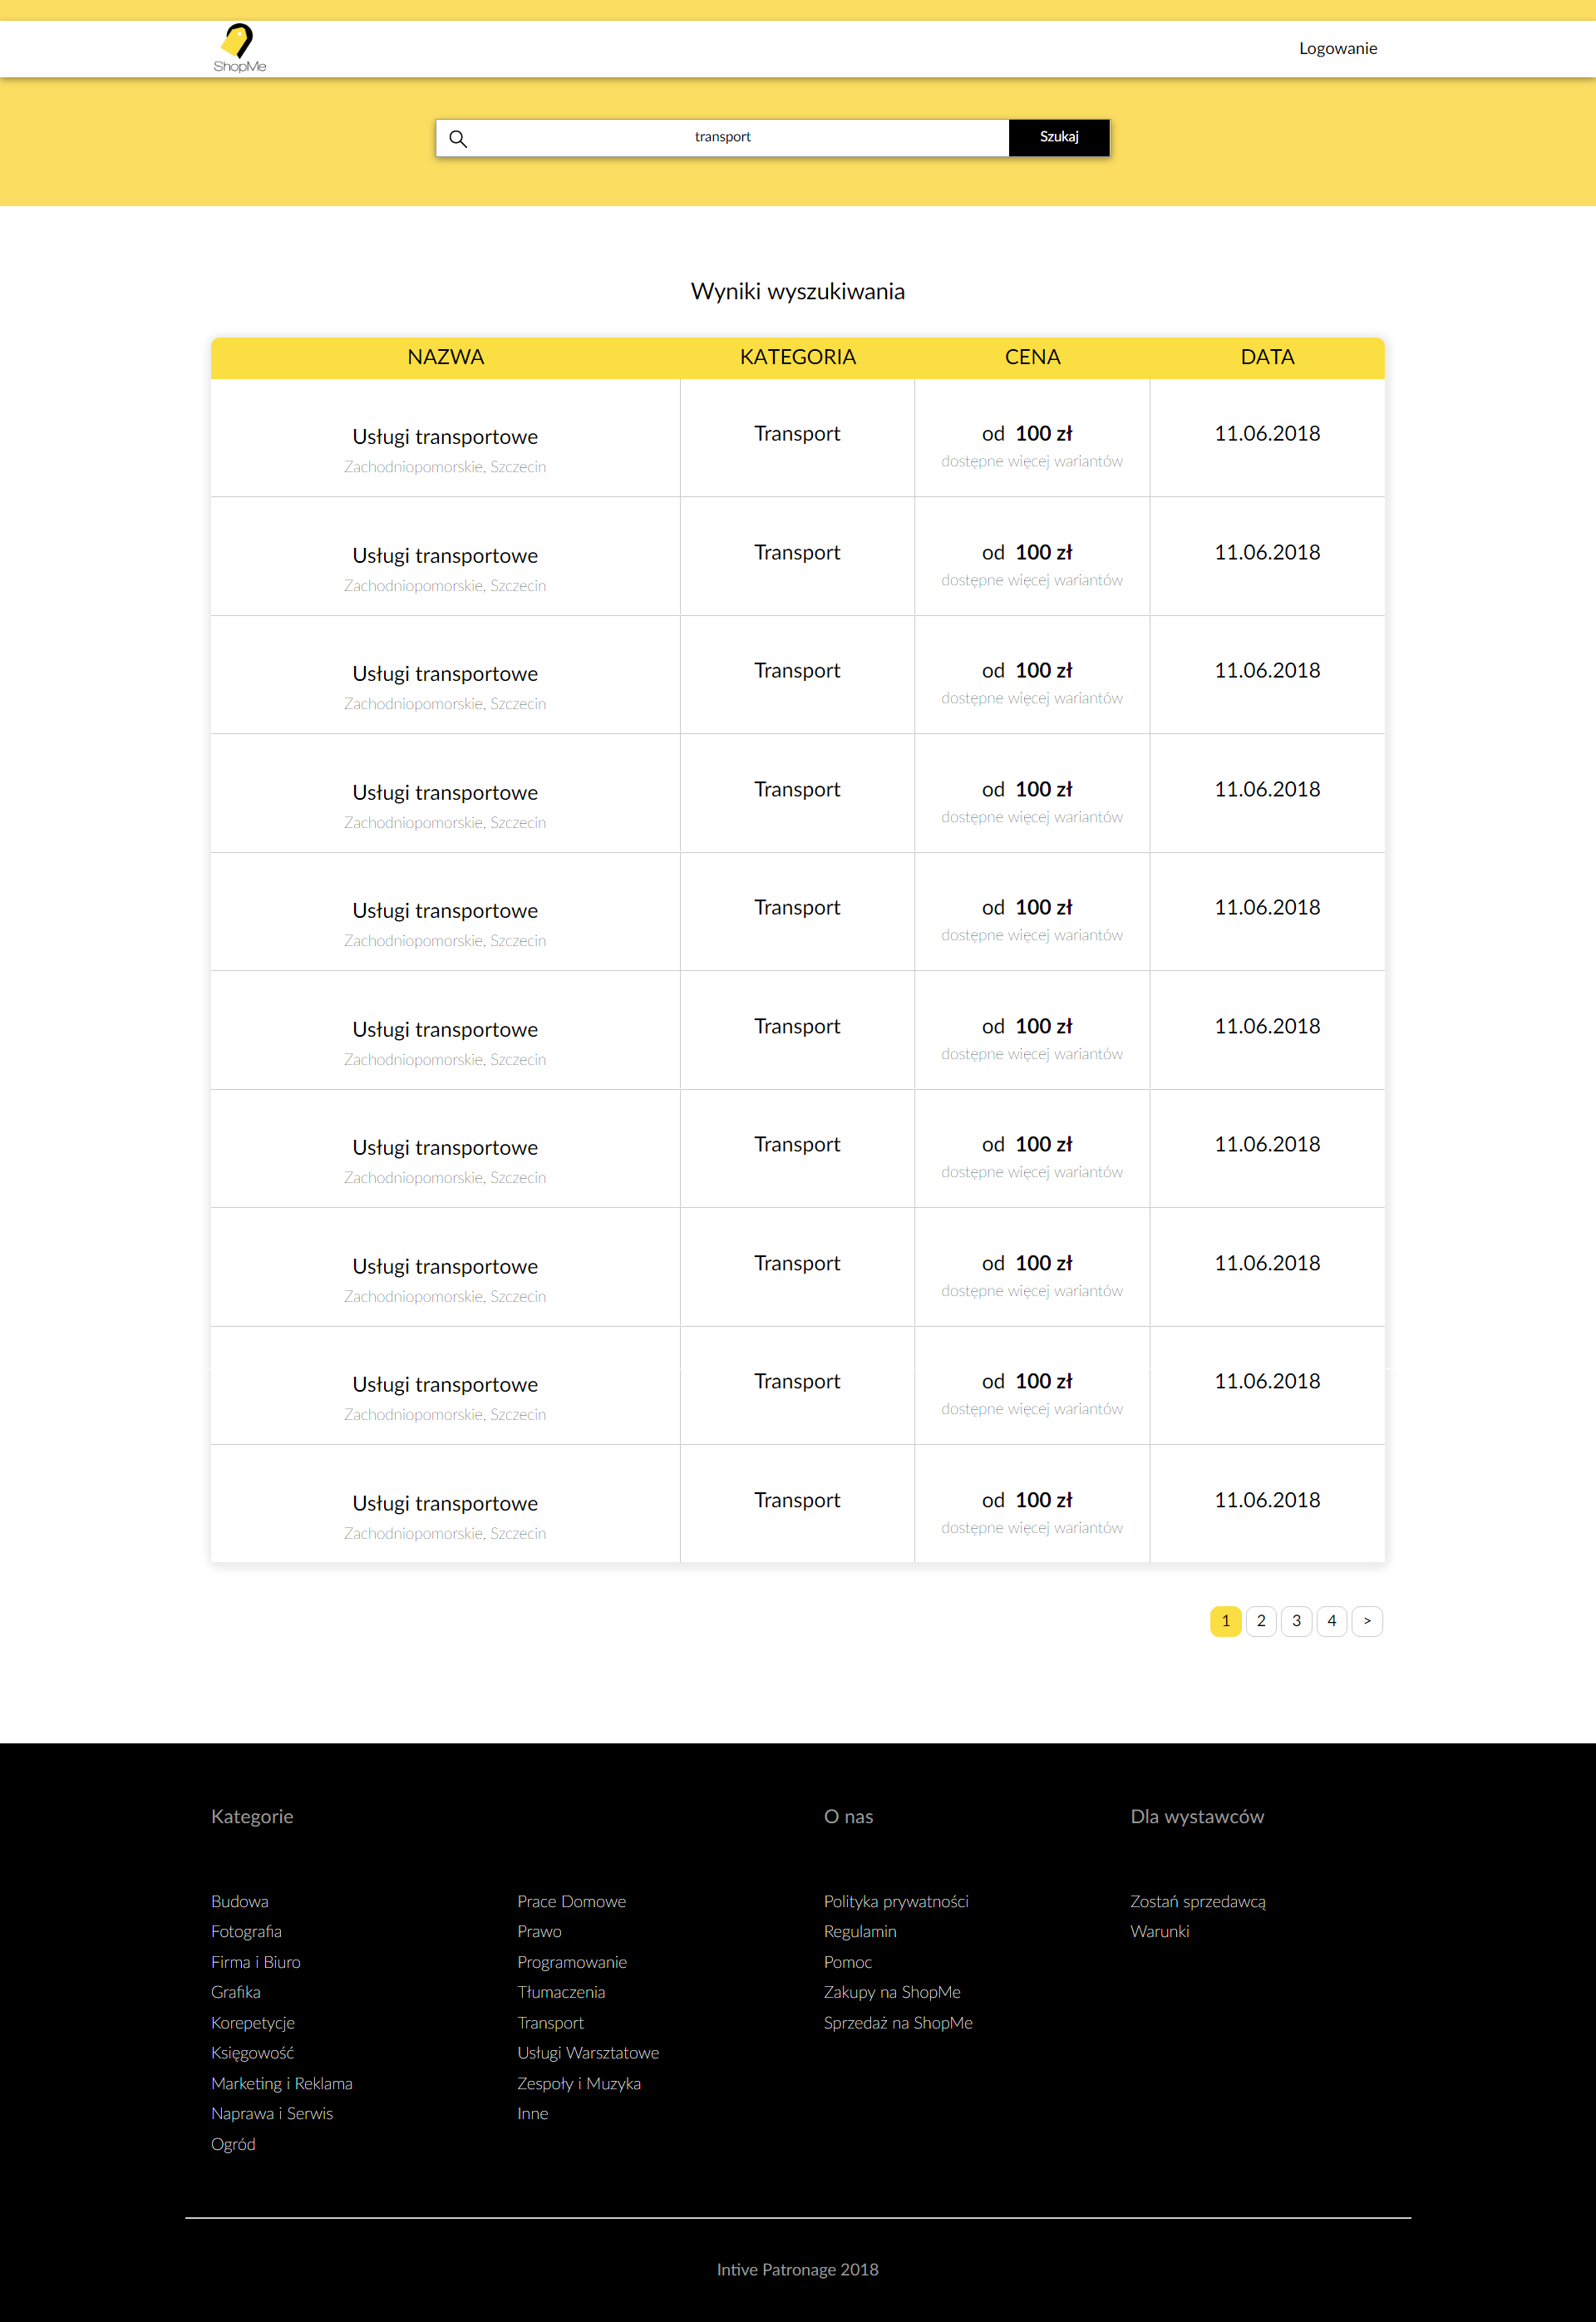 ShopMe
Logowanie
transport
Szukaj
Wyniki wyszukiwania
NAZWA KATEGORIA CENA DATA
Usługi transportowe Transport od 100 zł 11.06.2018
Zachodniopomorskie, Szczecin dostępne więcej wariantów
Usługi transportowe Transport od 100 zł 11.06.2018
Zachodniopomorskie, Szczecin dostępne więcej wariantów
Usługi transportowe Transport od 100 zł 11.06.2018
Zachodniopomorskie, Szczecin dostępne więcej wariantów
Usługi transportowe Transport od 100 zł 11.06.2018
Zachodniopomorskie, Szczecin dostępne więcej wariantów
Usługi transportowe Transport od 100 zł 11.06.2018
Zachodniopomorskie, Szczecin dostępne więcej wariantów
Usługi transportowe Transport od 100 zł 11.06.2018
Zachodniopomorskie, Szczecin dostępne więcej wariantów
Usługi transportowe Transport od 100 zł 11.06.2018
Zachodniopomorskie, Szczecin dostępne więcej wariantów
Usługi transportowe Transport od 100 zł 11.06.2018
Zachodniopomorskie, Szczecin dostępne więcej wariantów
Usługi transportowe Transport od 100 zł 11.06.2018
Zachodniopomorskie, Szczecin dostępne więcej wariantów
Usługi transportowe Transport od 100 zł 11.06.2018
Zachodniopomorskie, Szczecin dostępne więcej wariantów
1 2 3 4 >
Kategorie
Budowa
Fotografia
Firma i Biuro
Grafika
Korepetycje
Księgowość
Marketing i Reklama
Naprawa i Serwis
Ogród
Prace Domowe
Prawo
Programowanie
Tłumaczenia
Transport
Usługi Warsztatowe
Zespoły i Muzyka
Inne
O nas
Polityka prywatności
Regulamin
Pomoc
Zakupy na ShopMe
Sprzedaż na ShopMe
Dla wystawców
Zostań sprzedawcą
Warunki
Intive Patronage 2018